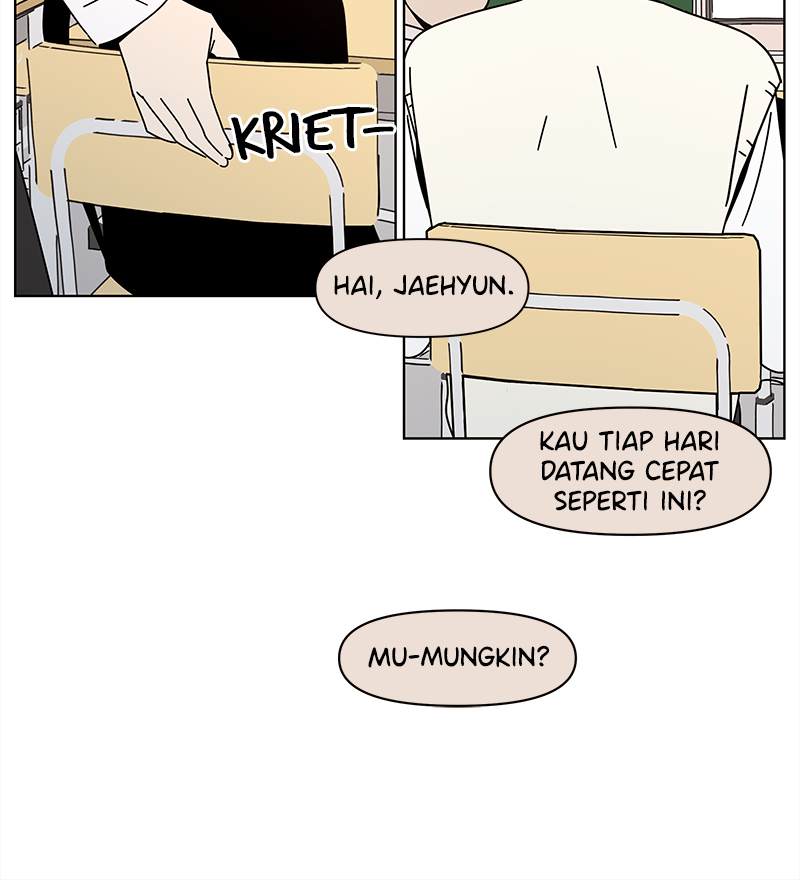 KRIET-
HAI, JAEHYUN.
KAU TIAP HARI
DATANG CEPAT
SEPERTI INI?
MU-MUNGKIN?